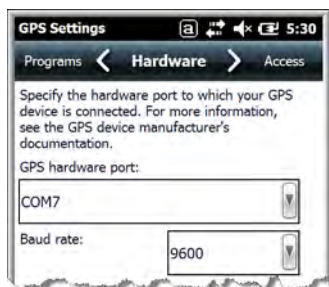 GPS Settings a 5:30
Programs Hardware Access
Specify the hardware port to which your GPS
device is connected. For more information,
see the GPS device manufacturer's
documentation.
GPS hardware port:
COM7
Baud rate:
9600